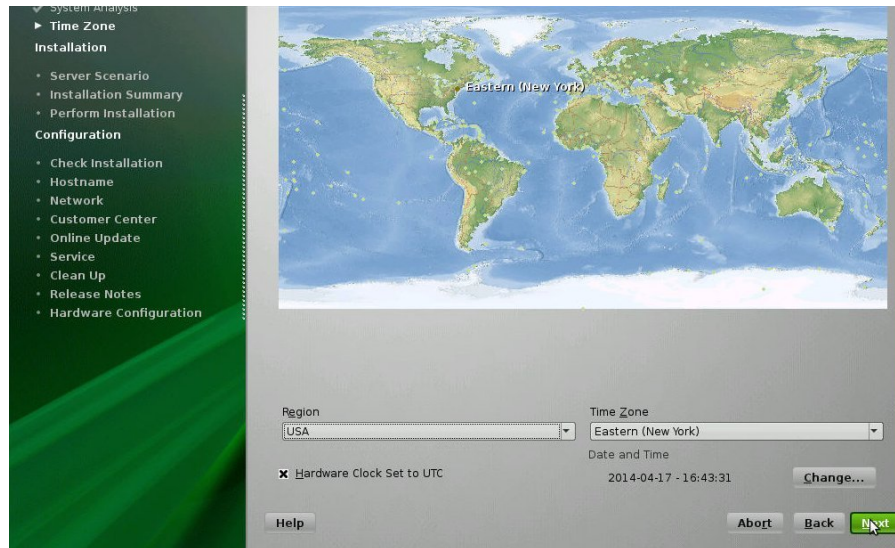 System Analysis
Time Zone
Installation
Server Scenario
Installation Summary
Perform Installation
Configuration
Check Installation
Hostname
Network
Customer Center
Online Update
Service
Clean Up
Release Notes
Hardware Configuration
Eastern (New York)
Region
USA
Time Zone
Eastern (New York)
Hardware Clock Set to UTC
Date and Time
2014-04-17 - 16:43:31
Change...
Help
Abort
Back
Next